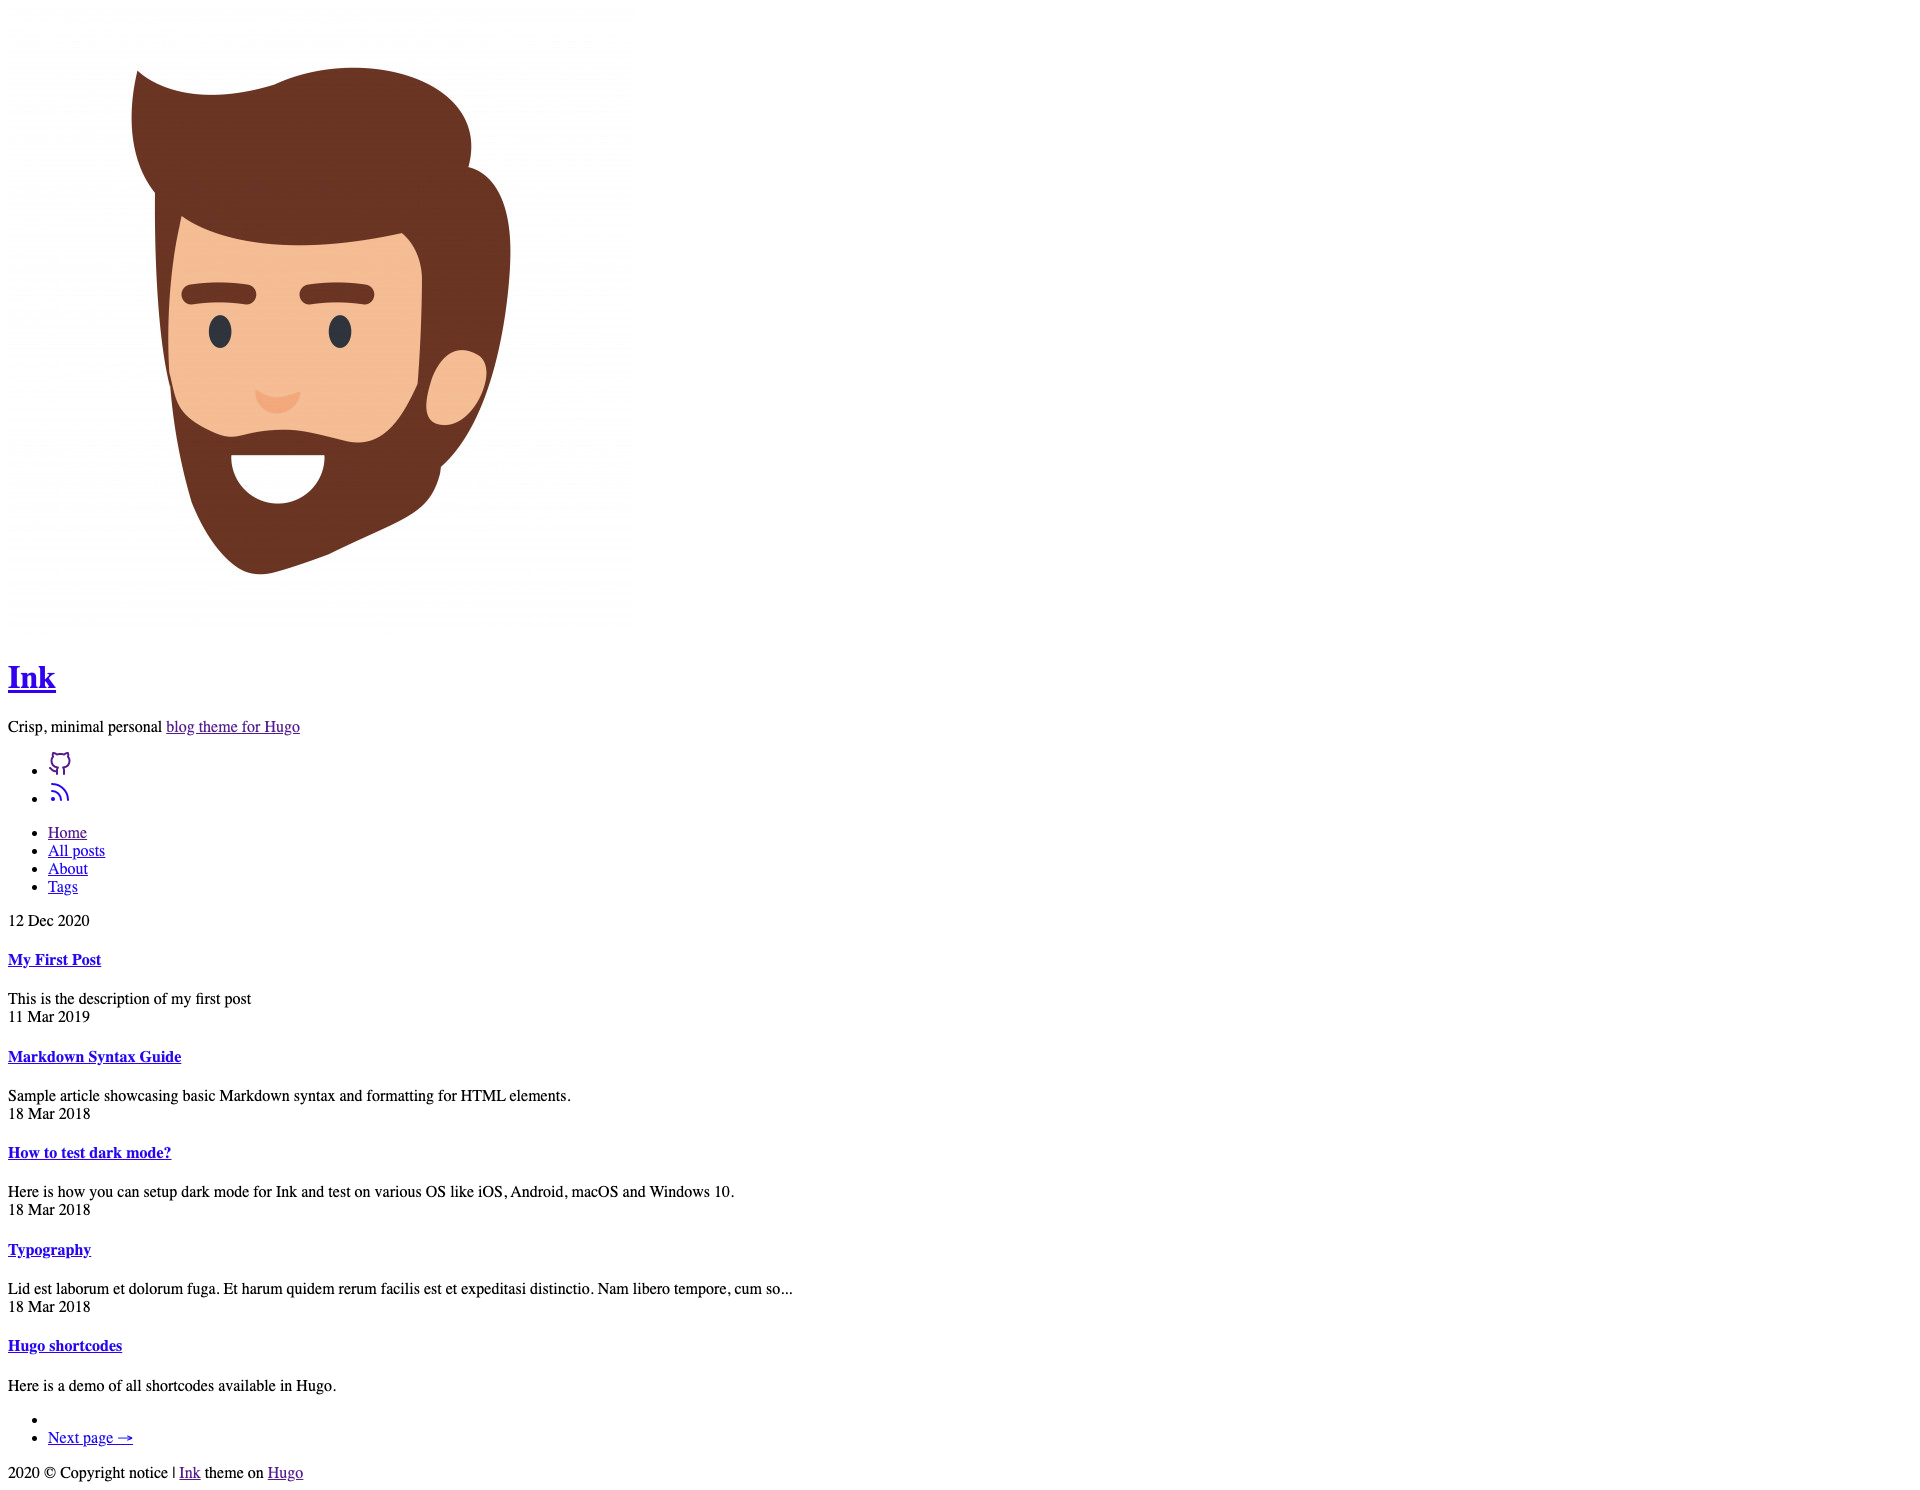 Ink
Crisp, minimal personal blog theme for Hugo
Home
All posts
About
Tags
12 Dec 2020
My First Post
This is the description of my first post
11 Mar 2019
Markdown Syntax Guide
Sample article showcasing basic Markdown syntax and formatting for HTML elements.
18 Mar 2018
How to test dark mode?
Here is how you can setup dark mode for Ink and test on various OS like iOS, Android, macOS and Windows 10.
18 Mar 2018
Typography
Lid est laborum et dolorum fuga. Et harum quidem rerum facilis est et expeditasi distinctio. Nam libero tempore, cum so...
18 Mar 2018
Hugo shortcodes
Here is a demo of all shortcodes available in Hugo.
Next page →
2020 © Copyright notice | Ink theme on Hugo